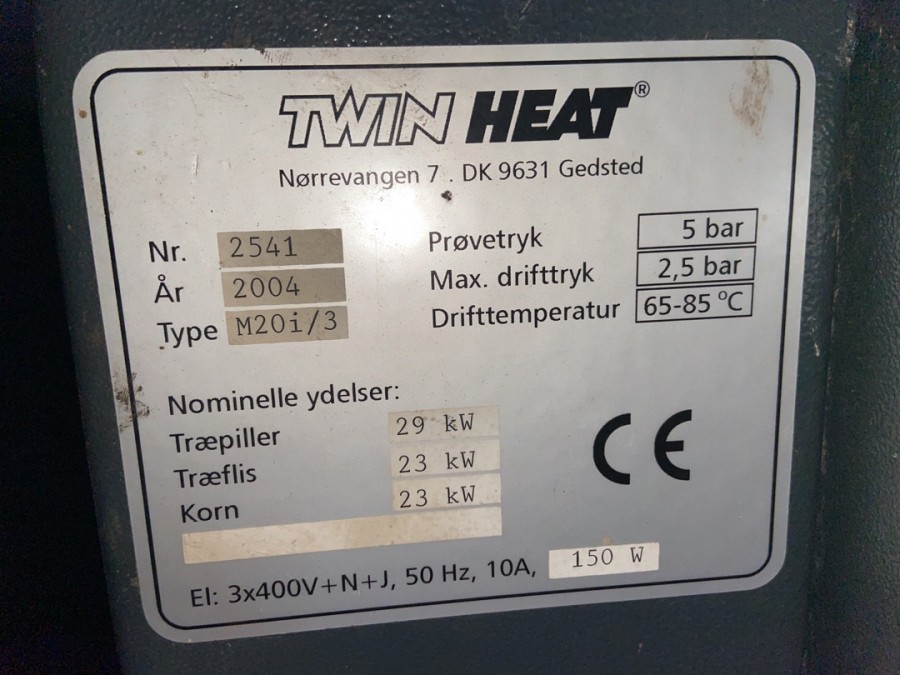 TWIN HEAT®
Nørrevangen 7 . DK 9631 Gedsted
Nr. 2541
År 2004
Type M20i/3
Prøvetryk 5 bar
Max. drifttryk 2,5 bar
Drifttemperatur 65-85 °C
Nominelle ydelser:
Træpiller 29 kW
Træflis 23 kW
Korn 23 kW
CE
El: 3x400V+N+J, 50 Hz, 10A, 150 W